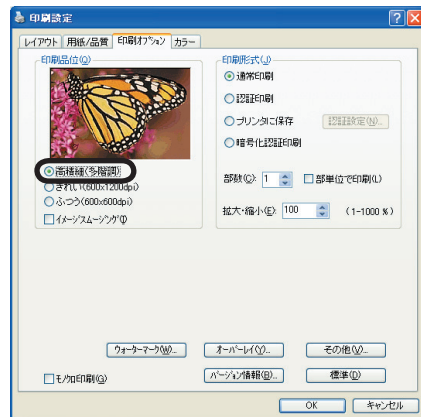 印刷設定
レイアウト 用紙/品質 印刷オプション カラー
印刷品位(Q)
高精細(多階調)
きれい(600x1200dpi)
ふつう(600x600dpi)
イメージスムージング(I)
印刷形式(J)
通常印刷
認証印刷
プリンタに保存 認証設定(N)...
暗号化認証印刷
部数(C): 1 部単位で印刷(L)
拡大・縮小(E): 100 (1-1000 %)
ウォーターマーク(W)... オーバーレイ(Y)... その他(V)...
モノクロ印刷(G) バージョン情報(B)... 標準(D)
OK キャンセル